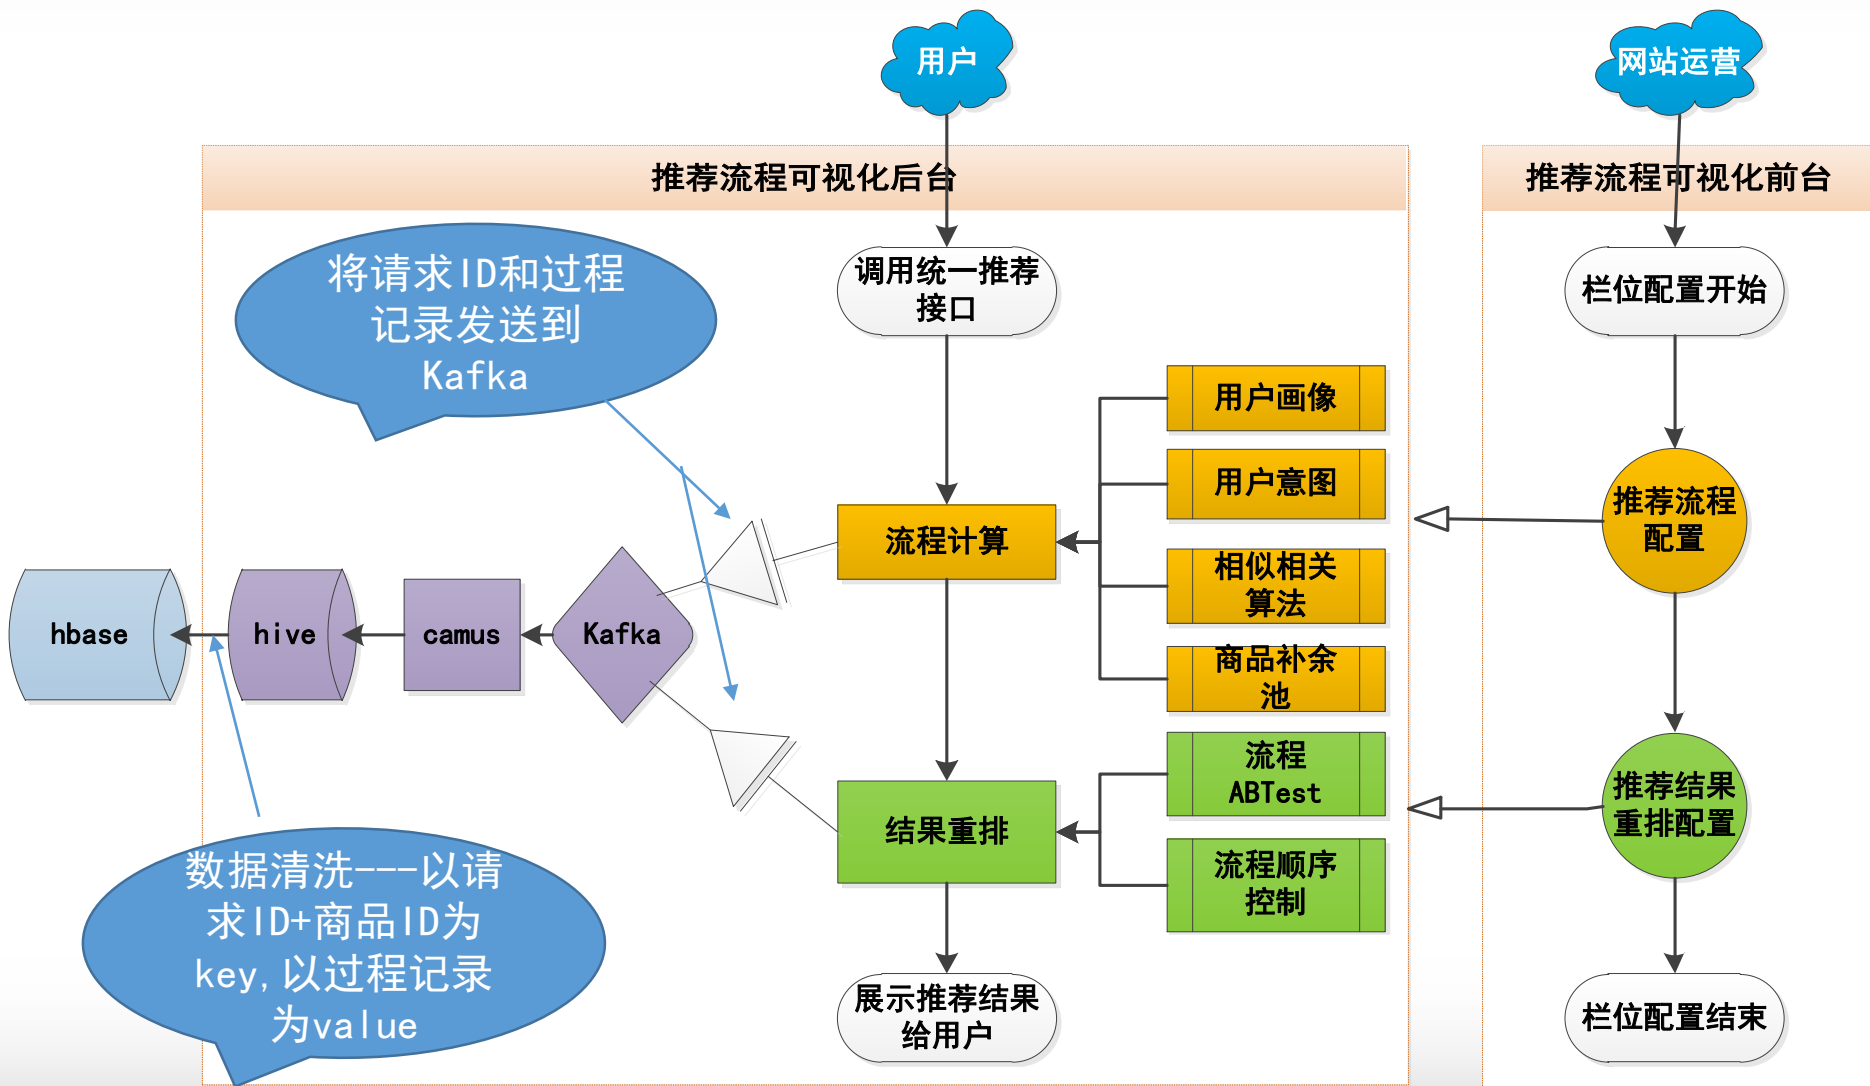 用户
网站运营
推荐流程可视化后台
推荐流程可视化前台
将请求ID和过程
记录发送到
Kafka
调用统一推荐
接口
栏位配置开始
用户画像
用户意图
相似相关
算法
商品补余
池
流程计算
推荐流程
配置
hbase
hive
camus
Kafka
流程
ABTest
流程顺序
控制
结果重排
推荐结果
重排配置
数据清洗---以请
求ID+商品ID为
key,以过程记录
为value
展示推荐结果
给用户
栏位配置结束